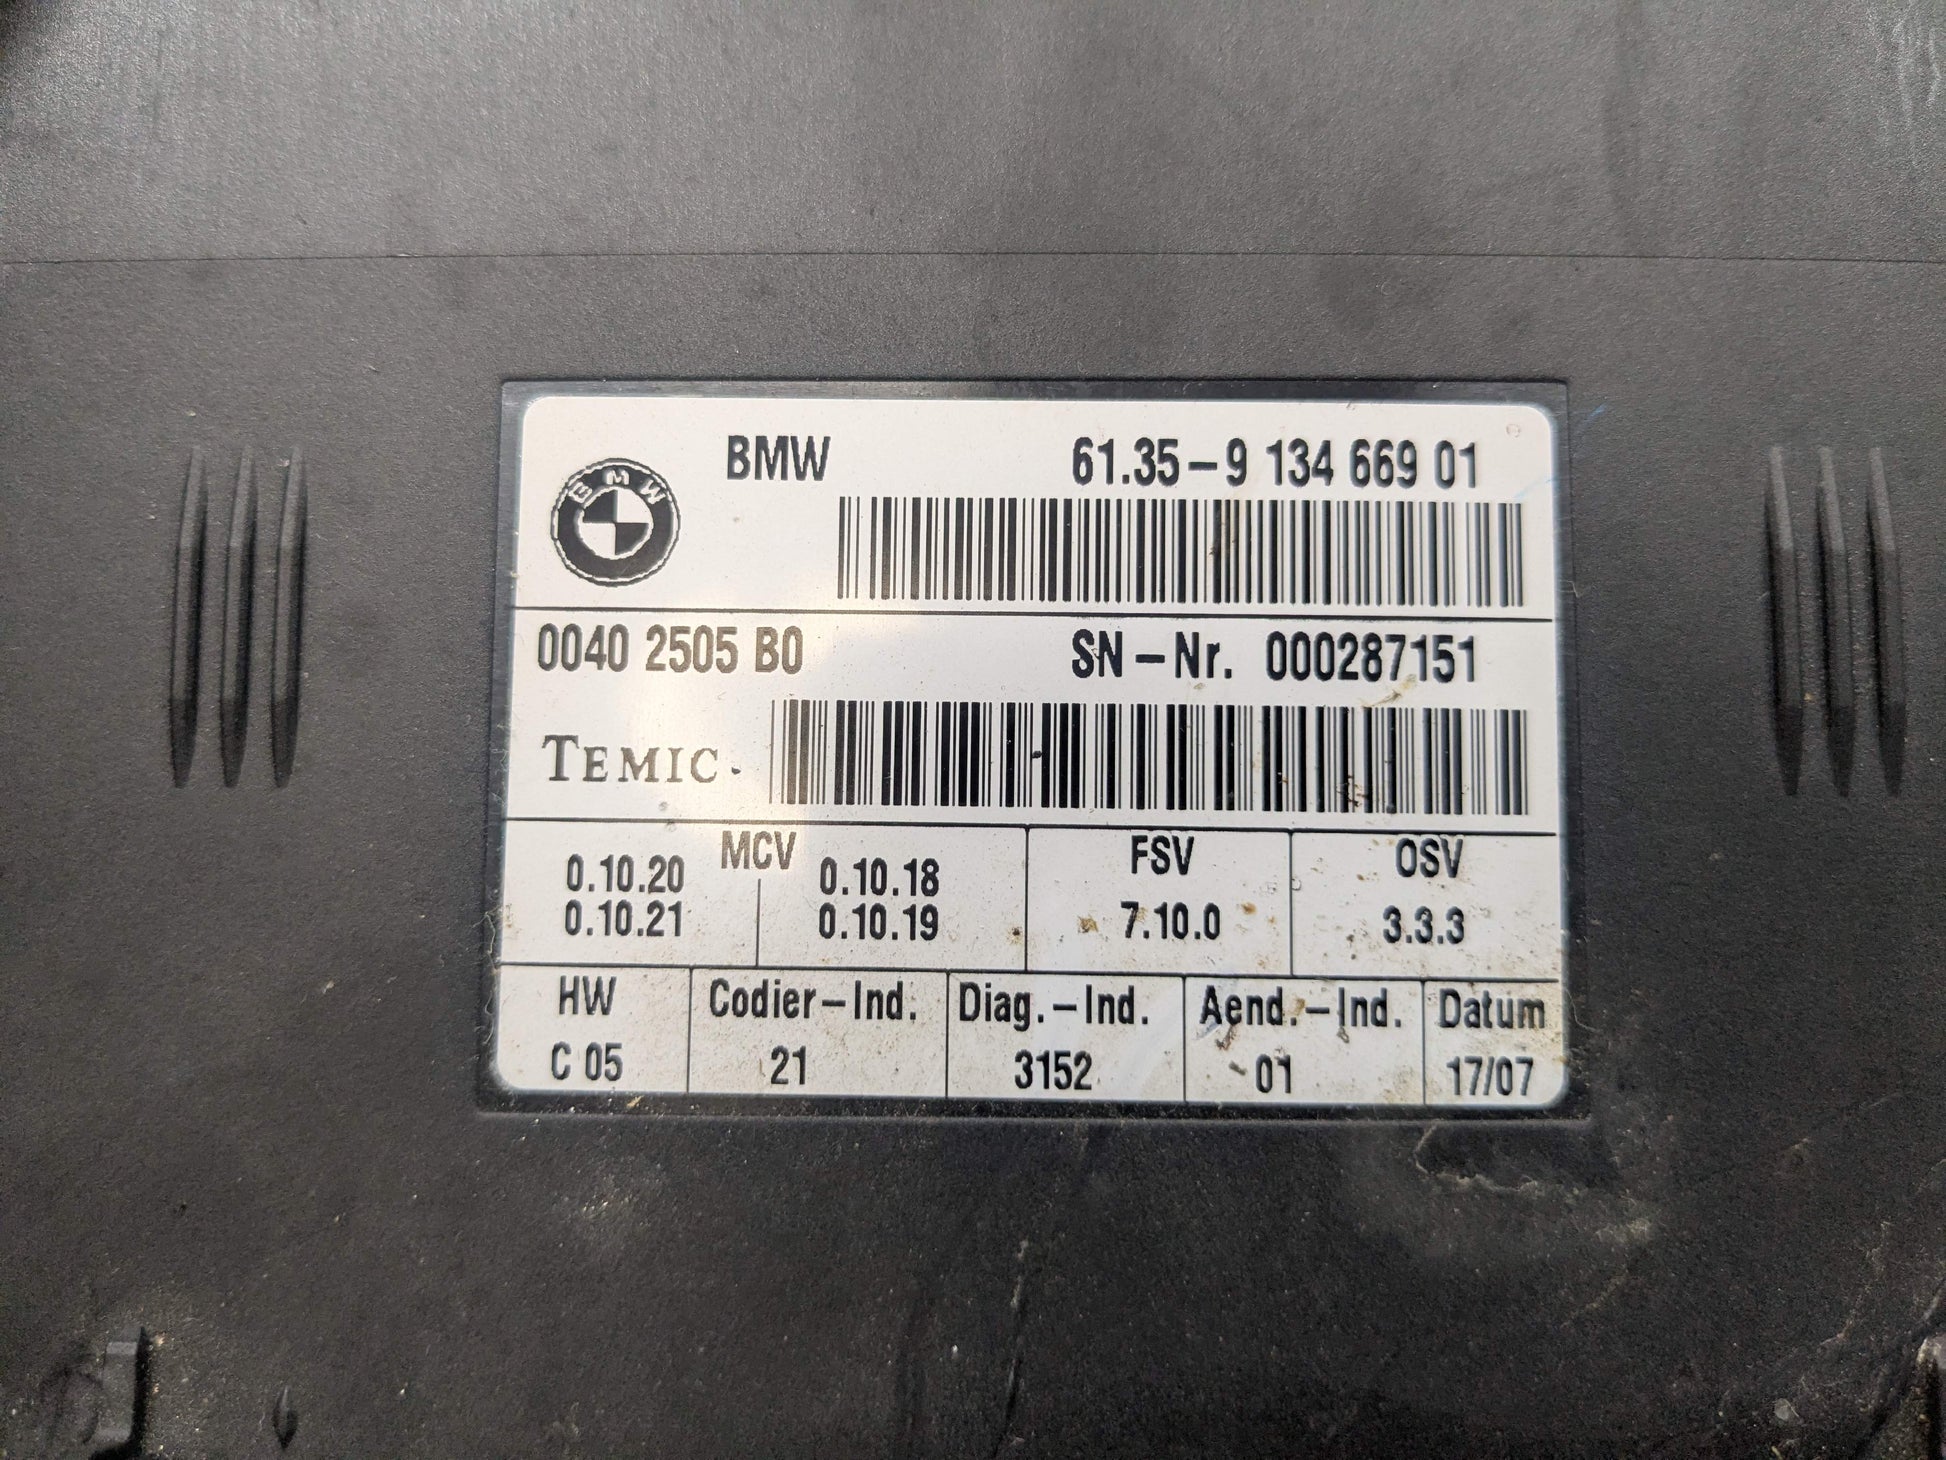 BMW
BMW 61.35-9 134 669 01
0040 2505 B0 SN-Nr. 000287151
TEMIC
MCV FSV OSV
0.10.20 0.10.18
0.10.21 0.10.19 7.10.0 3.3.3
HW Codier-Ind. Diag.-Ind. Aend.-Ind. Datum
C 05 21 3152 01 17/07